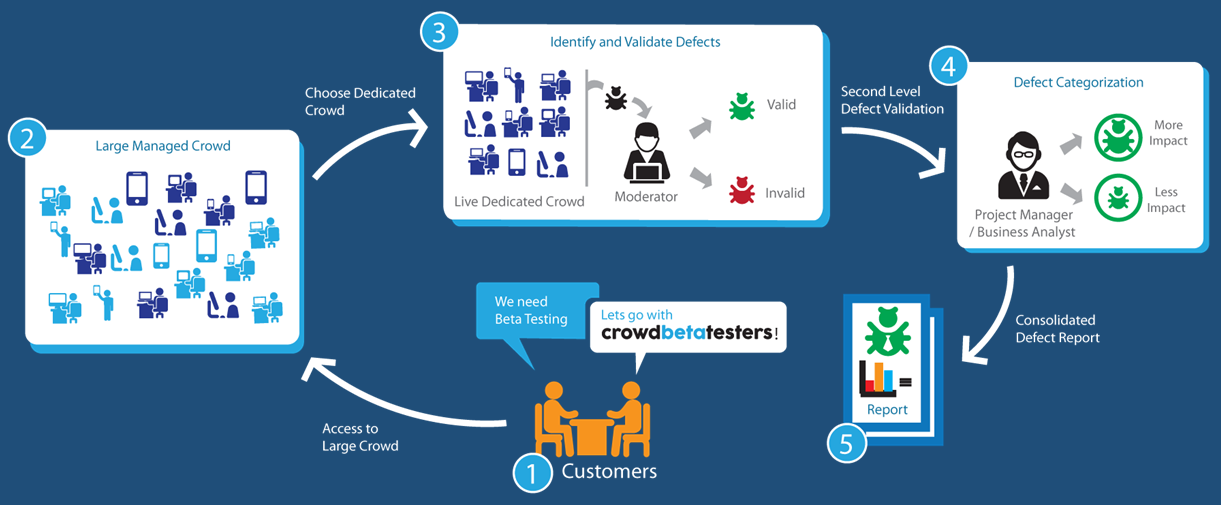 1
Customers
We need
Beta Testing
Lets go with
crowdbetatesters!
Access to
Large Crowd
2
Large Managed Crowd
Choose Dedicated
Crowd
3
Identify and Validate Defects
Live Dedicated Crowd
Moderator
Valid
Invalid
Second Level
Defect Validation
4
Defect Categorization
Project Manager
/ Business Analyst
More
Impact
Less
Impact
Consolidated
Defect Report
Report
5